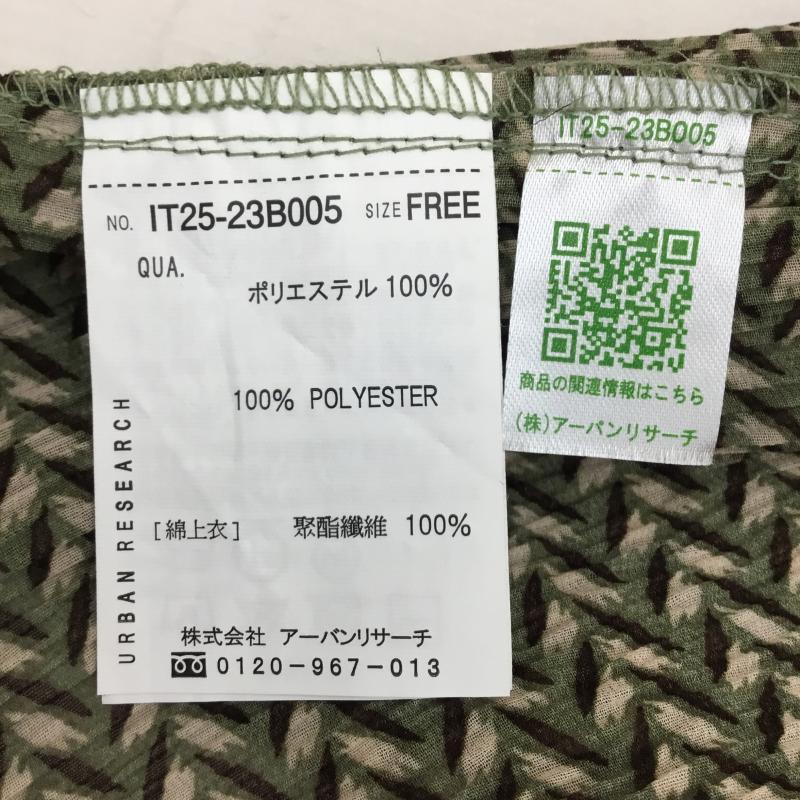 NO. IT25-23B005 SIZE FREE
QUA.
ポリエステル 100%
100% POLYESTER
[綿上衣] 聚酯纖維 100%
URBAN RESEARCH
株式会社 アーバンリサーチ
0120-967-013
IT25-23B005
商品の関連情報はこちら
(株)アーバンリサーチ